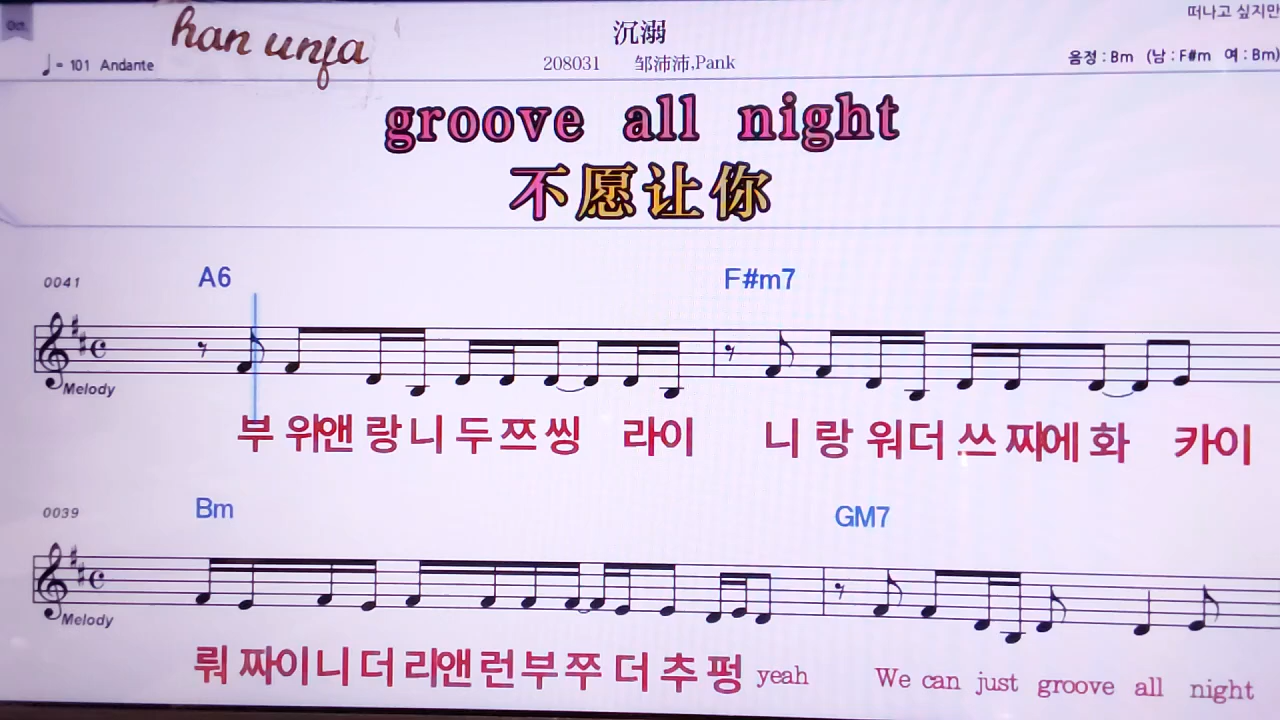 떠나고 싶지만
han unfa
沉溺
♩= 101 Andante
208031 邹沛沛,Pank
음정 : Bm (남 : F#m 여 : Bm)
groove all night
不愿让你
0041 A6 F#m7
Melody
부 위앤 랑 니 두 쯔 씽 라이 니 랑 워 더 쓰 찌에 화 카이
0039 Bm GM7
Melody
뤄 짜이 니 더 리앤 런 부 쭈 더 추 펑 yeah We can just groove all night